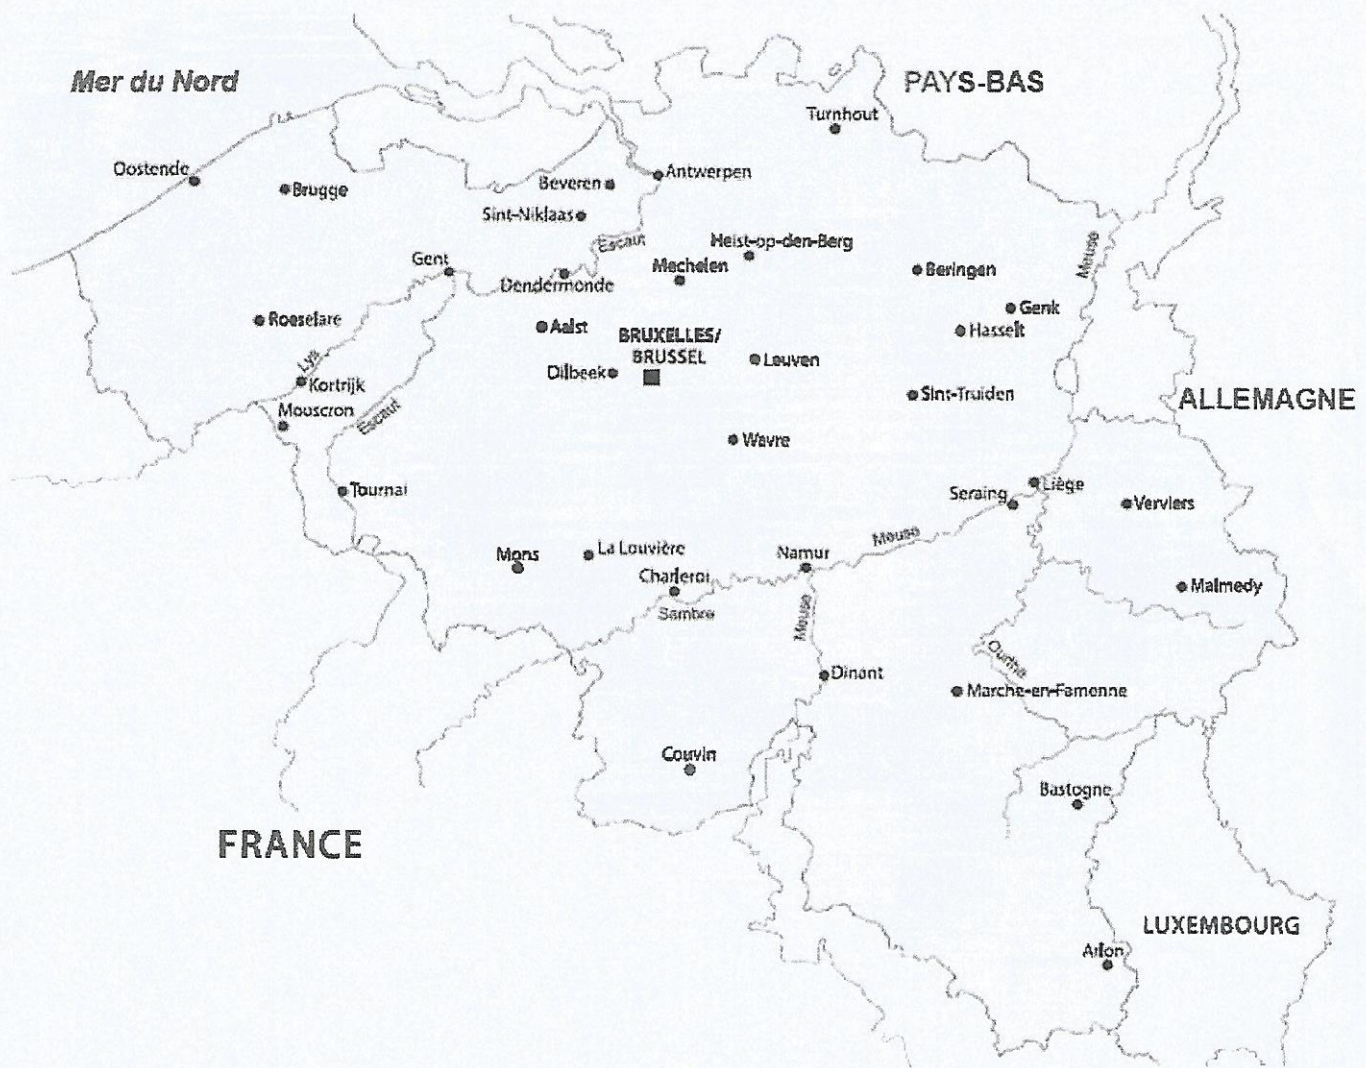 Mer du Nord
PAYS-BAS
Turnhout
Oostende
Brugge
Beveren
Antwerpen
Sint-Niklaas
Escaut
Heist-op-den-Berg
Meuse
Gent
Dendermonde
Mechelen
Beringen
Genk
Roeselare
Aalst
BRUXELLES/
BRUSSEL
Hasselt
Lys
Dilbeek
Leuven
Kortrijk
Sint-Truiden
ALLEMAGNE
Mouscron
Escaut
Wavre
Tournai
Seraing
Liège
Verviers
Meuse
Mons
La Louvière
Namur
Charleroi
Malmedy
Sambre
Meuse
Ourthe
Dinant
Marche-en-Famenne
Couvin
Bastogne
FRANCE
LUXEMBOURG
Arlon